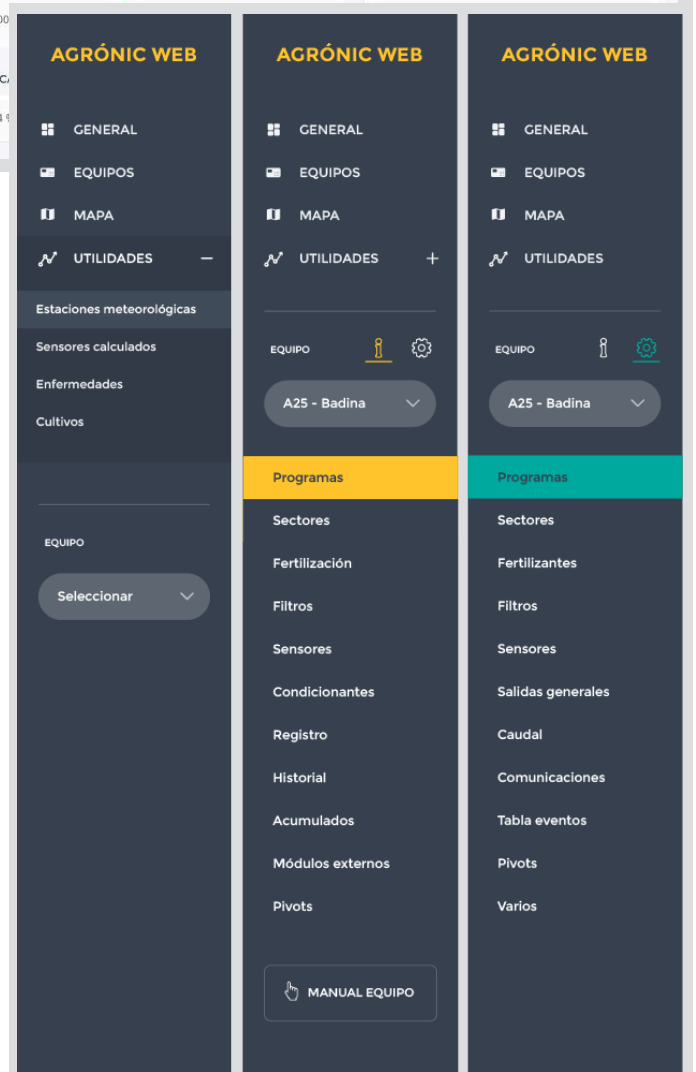 00
AGRÓNIC WEB
GENERAL
EQUIPOS
MAPA
UTILIDADES
Estaciones meteorológicas
Sensores calculados
Enfermedades
Cultivos
EQUIPO
Seleccionar
AGRÓNIC WEB
GENERAL
EQUIPOS
MAPA
UTILIDADES
EQUIPO
A25 - Badina
Programas
Sectores
Fertilización
Filtros
Sensores
Condicionantes
Registro
Historial
Acumulados
Módulos externos
Pivots
MANUAL EQUIPO
AGRÓNIC WEB
GENERAL
EQUIPOS
MAPA
UTILIDADES
EQUIPO
A25 - Badina
Programas
Sectores
Fertilizantes
Filtros
Sensores
Salidas generales
Caudal
Comunicaciones
Tabla eventos
Pivots
Varios